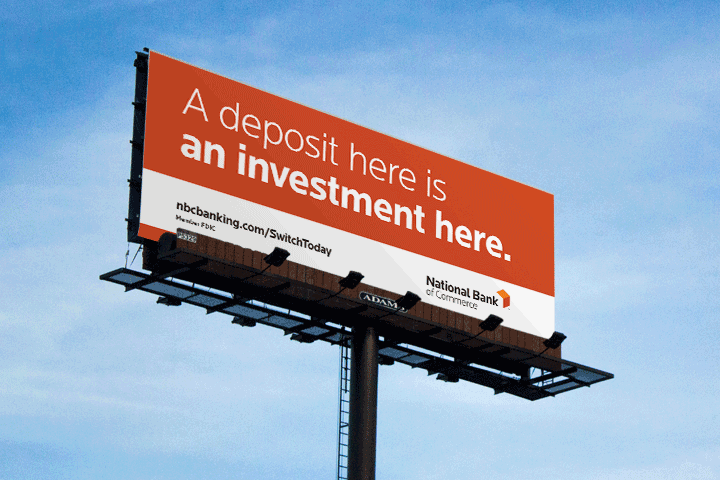 A deposit here is
an investment here.
nbcbanking.com/SwitchToday
Member FDIC
National Bank
of Commerce
ADAMS